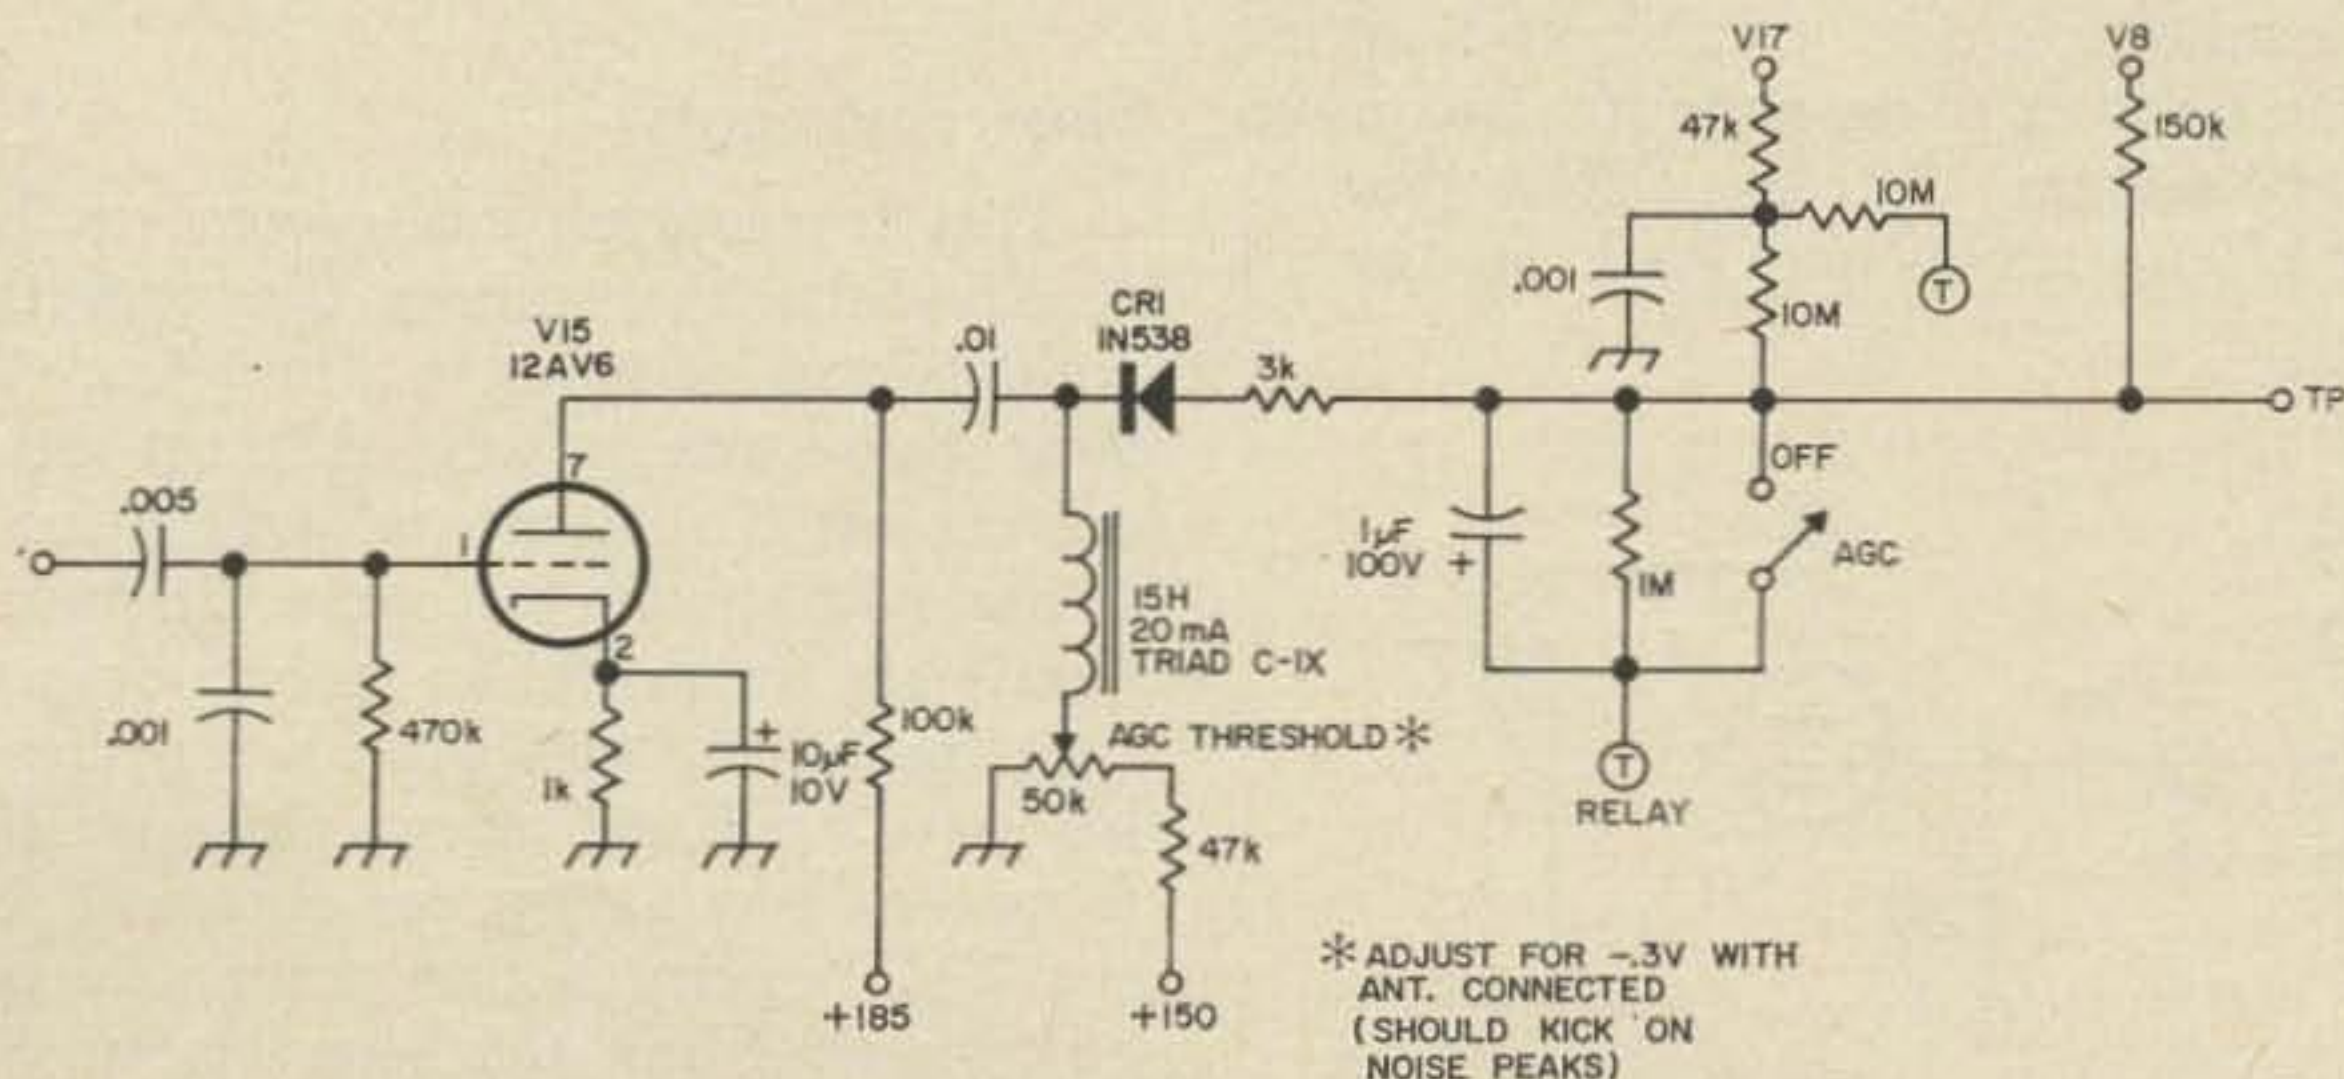 V17
V8
47k
150k
10M
.001
T
10M
V15
12AV6
.01
CR1
1N538
3k
TP
7
OFF
.005
1
1µF
100V +
AGC
1M
15H
20 mA
TRIAD C-1X
2
.001
470k
1k
+
10µF
10V
100k
AGC THRESHOLD *
50k
T
RELAY
47k
+185
+150
* ADJUST FOR -.3V WITH
ANT. CONNECTED
(SHOULD KICK ON
NOISE PEAKS)